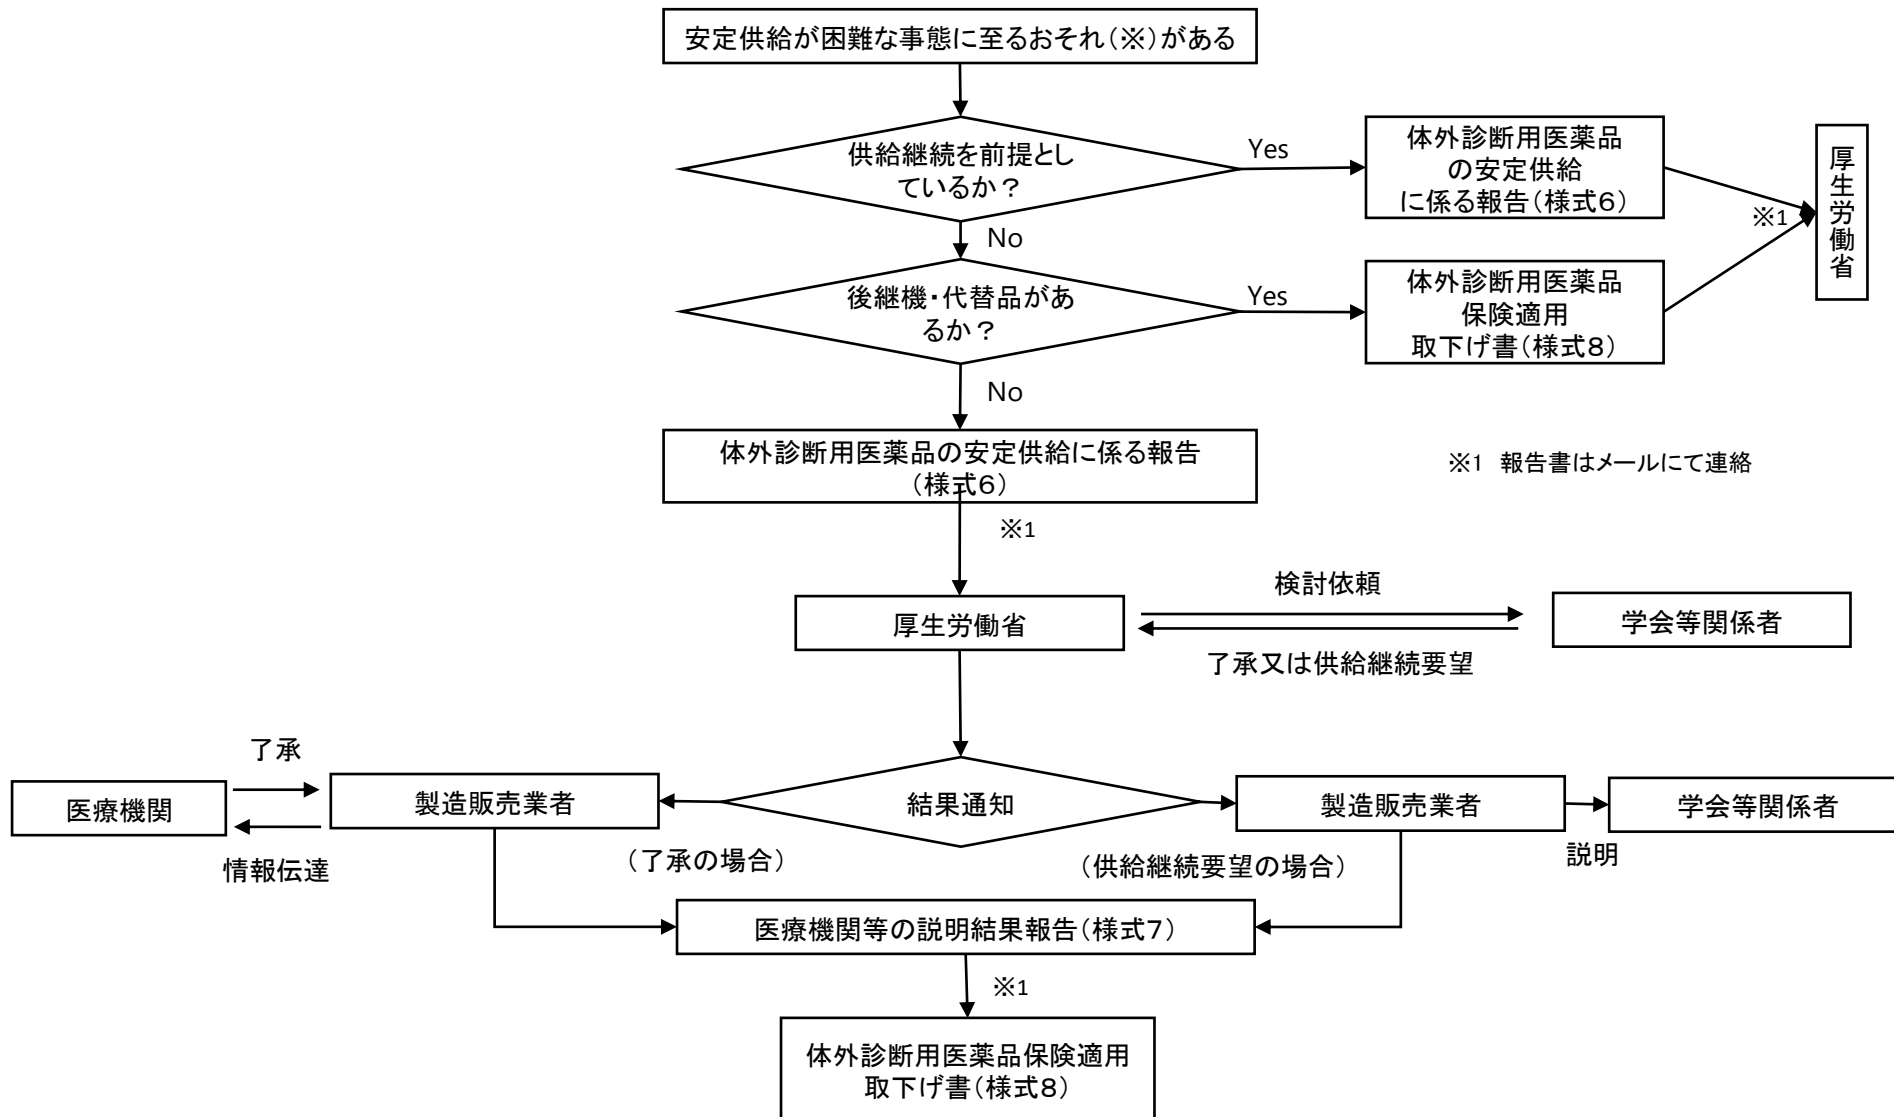 安定供給が困難な事態に至るおそれ(※)がある
供給継続を前提とし
ているか？
Yes
体外診断用医薬品
の安定供給
に係る報告(様式6)
厚生労働省
※1
No
後継機・代替品があ
るか？
Yes
体外診断用医薬品
保険適用
取下げ書(様式8)
No
体外診断用医薬品の安定供給に係る報告
(様式6)
※1 報告書はメールにて連絡
※1
検討依頼
厚生労働省
学会等関係者
了承又は供給継続要望
了承
医療機関
製造販売業者
結果通知
製造販売業者
学会等関係者
情報伝達
(了承の場合)
(供給継続要望の場合)
説明
医療機関等の説明結果報告(様式7)
※1
体外診断用医薬品保険適用
取下げ書(様式8)